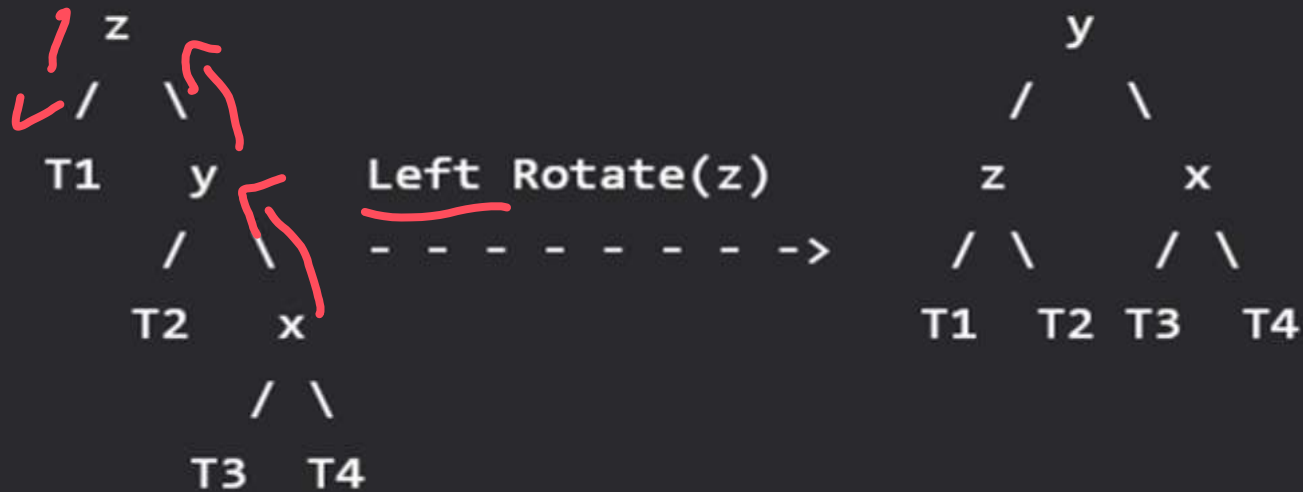 z y
/ \ / \
T1 y Left Rotate(z) z x
/ \ - - - - - - - -> / \ / \
T2 x T1 T2 T3 T4
/ \
T3 T4